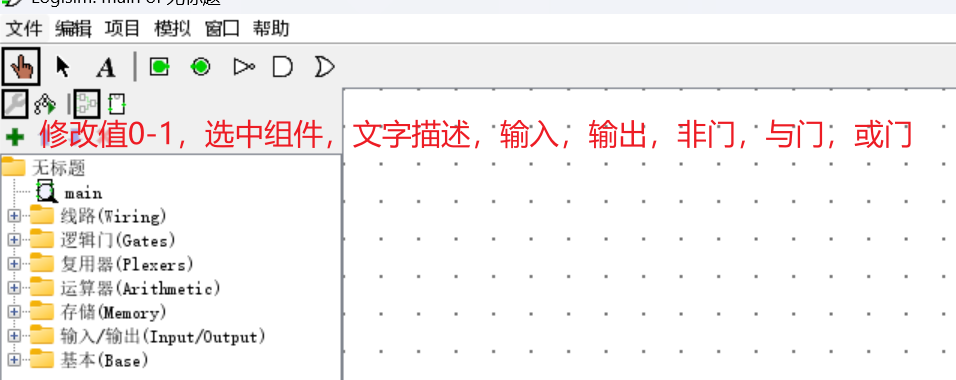 Logisim: main of 无标题
文件 编辑 项目 模拟 窗口 帮助
A
修改值0-1，选中组件，文字描述，输入，输出，非门，与门，或门
无标题
main
线路(Wiring)
逻辑门(Gates)
复用器(Plexers)
运算器(Arithmetic)
存储(Memory)
输入/输出(Input/Output)
基本(Base)